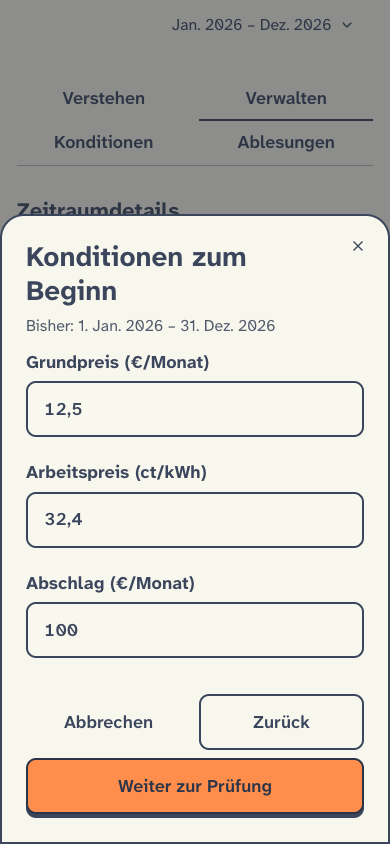 Jan. 2026 – Dez. 2026
Verstehen
Verwalten
Konditionen
Ablesungen
Zeitraumdetails
Konditionen zum
Beginn
Bisher: 1. Jan. 2026 – 31. Dez. 2026
Grundpreis (€/Monat)
12,5
Arbeitspreis (ct/kWh)
32,4
Abschlag (€/Monat)
100
Abbrechen
Zurück
Weiter zur Prüfung